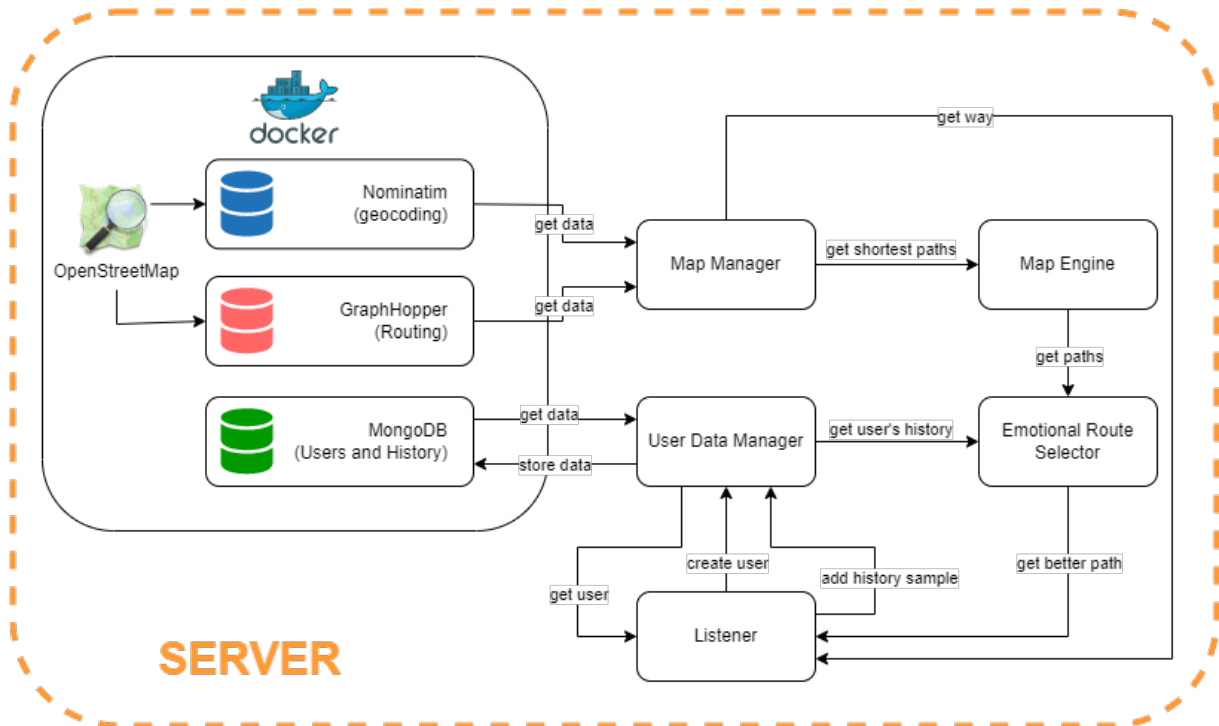 docker
get way
Nominatim
(geocoding)
get data
OpenStreetMap
Map Manager
get shortest paths
Map Engine
GraphHopper
(Routing)
get data
get paths
MongoDB
(Users and History)
get data
store data
User Data Manager
get user's history
Emotional Route
Selector
get user
create user
add history sample
get better path
Listener
SERVER